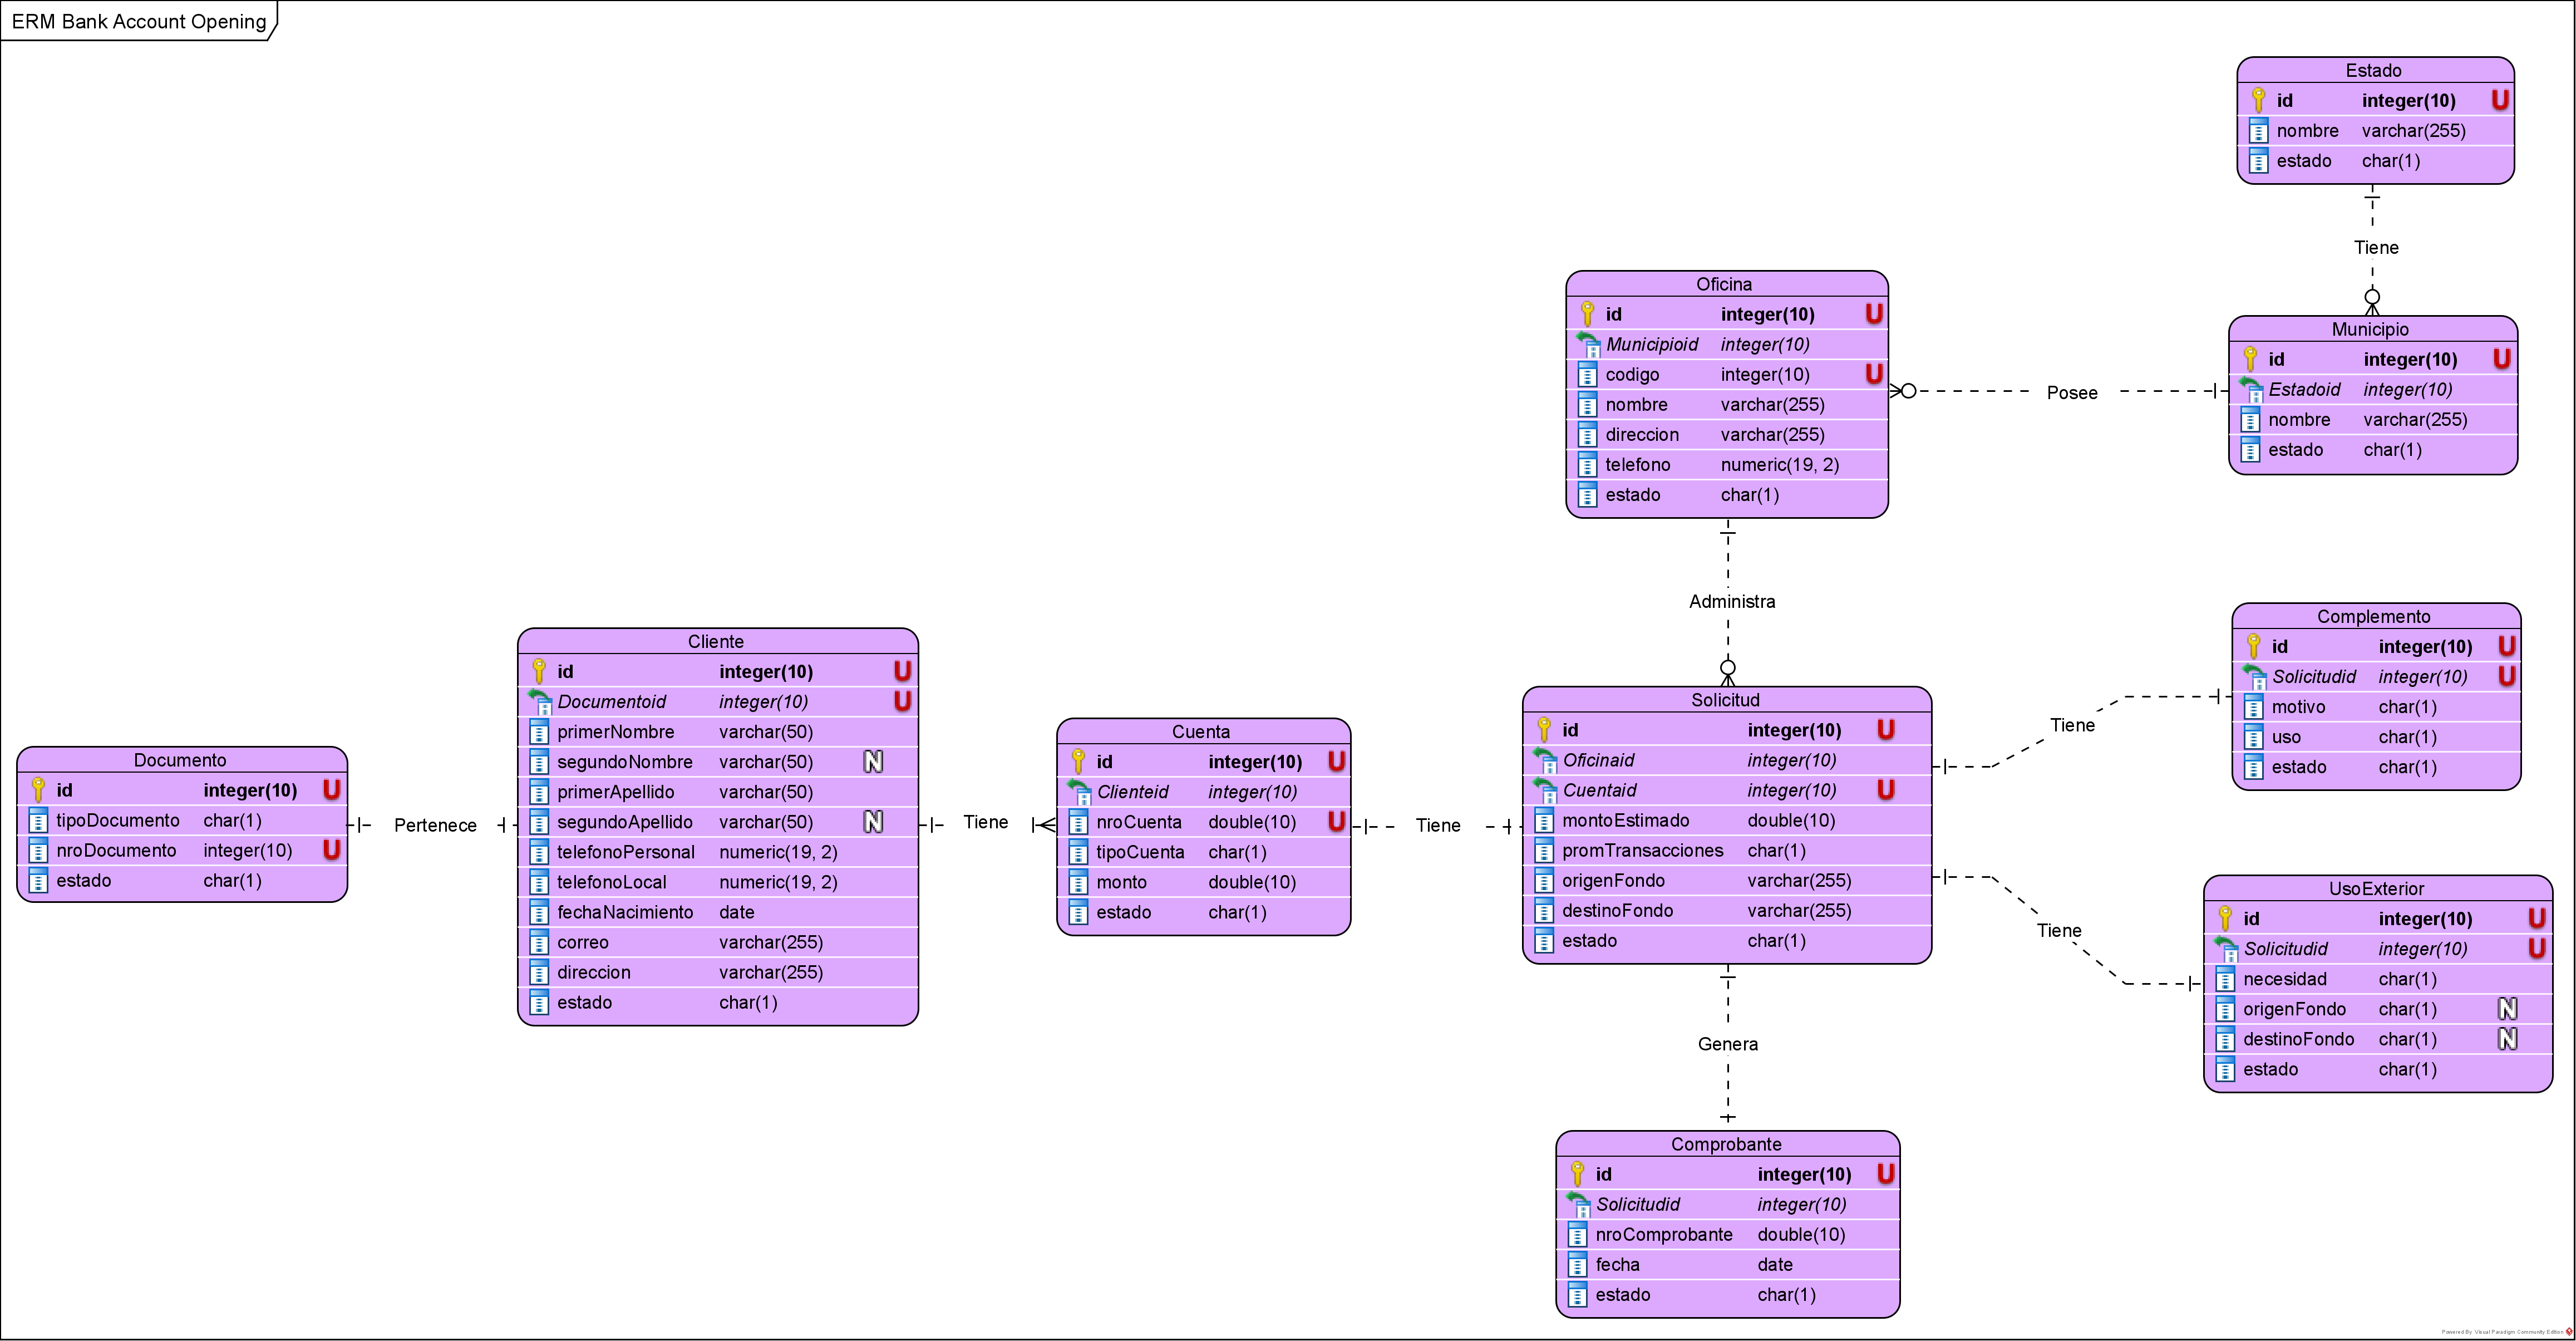 ERM Bank Account Opening
Estado
id integer(10) U
nombre varchar(255)
estado char(1)
Tiene
Oficina
id integer(10) U
Municipioid integer(10)
codigo integer(10) U
nombre varchar(255)
direccion varchar(255)
telefono numeric(19, 2)
estado char(1)
Posee
Municipio
id integer(10) U
Estadoid integer(10)
nombre varchar(255)
estado char(1)
Administra
Documento
id integer(10) U
tipoDocumento char(1)
nroDocumento integer(10) U
estado char(1)
Pertenece
Cliente
id integer(10) U
Documentoid integer(10) U
primerNombre varchar(50)
segundoNombre varchar(50) N
primerApellido varchar(50)
segundoApellido varchar(50) N
telefonoPersonal numeric(19, 2)
telefonoLocal numeric(19, 2)
fechaNacimiento date
correo varchar(255)
direccion varchar(255)
estado char(1)
Tiene
Cuenta
id integer(10) U
Clienteid integer(10)
nroCuenta double(10) U
tipoCuenta char(1)
monto double(10)
estado char(1)
Tiene
Solicitud
id integer(10) U
Oficinaid integer(10)
Cuentaid integer(10) U
montoEstimado double(10)
promTransacciones char(1)
origenFondo varchar(255)
destinoFondo varchar(255)
estado char(1)
Tiene
Complemento
id integer(10) U
Solicitudid integer(10) U
motivo char(1)
uso char(1)
estado char(1)
Tiene
UsoExterior
id integer(10) U
Solicitudid integer(10) U
necesidad char(1)
origenFondo char(1) N
destinoFondo char(1) N
estado char(1)
Genera
Comprobante
id integer(10) U
Solicitudid integer(10)
nroComprobante double(10)
fecha date
estado char(1)
Powered By Visual Paradigm Community Edition